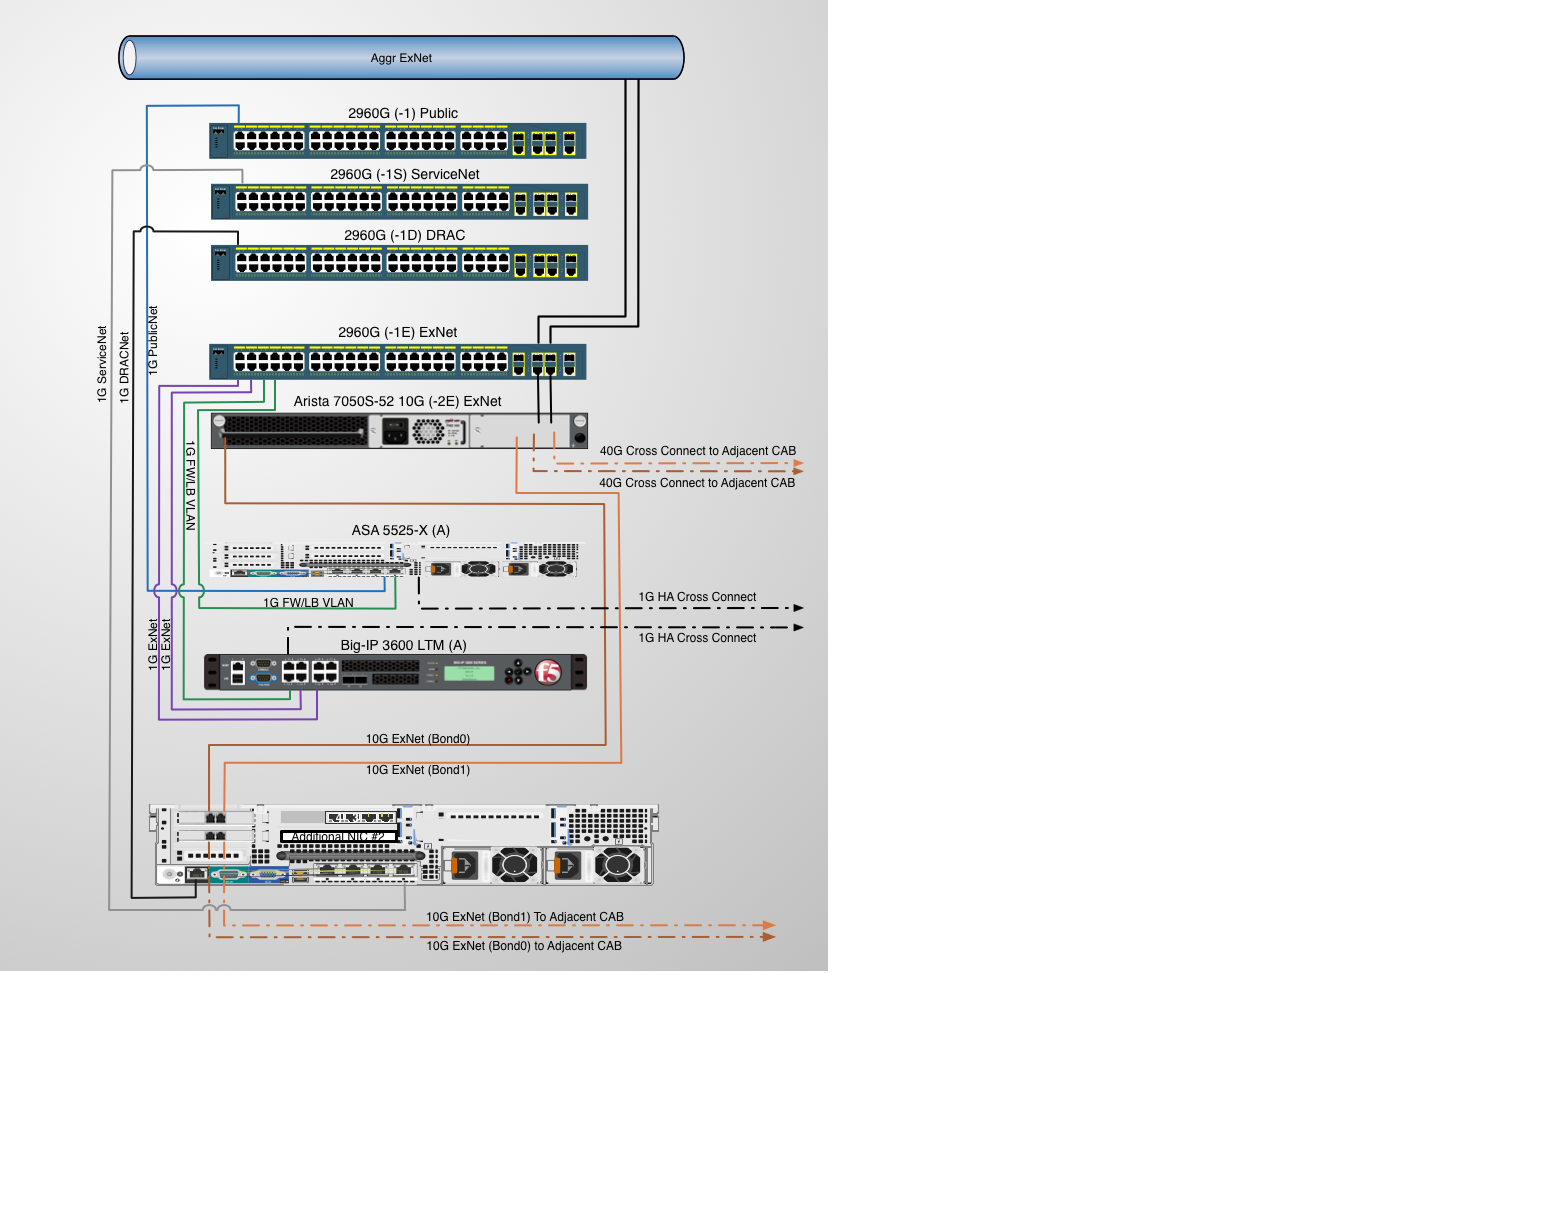 Aggr ExNet
2960G (-1) Public
2960G (-1S) ServiceNet
2960G (-1D) DRAC
1G ServiceNet
1G DRACNet
1G PublicNet
2960G (-1E) ExNet
Arista 7050S-52 10G (-2E) ExNet
40G Cross Connect to Adjacent CAB
40G Cross Connect to Adjacent CAB
1G FW/LB VLAN
ASA 5525-X (A)
1G FW/LB VLAN
1G HA Cross Connect
1G HA Cross Connect
1G ExNet
1G ExNet
Big-IP 3600 LTM (A)
f5
10G ExNet (Bond0)
10G ExNet (Bond1)
Additional NIC #2
10G ExNet (Bond1) To Adjacent CAB
10G ExNet (Bond0) to Adjacent CAB